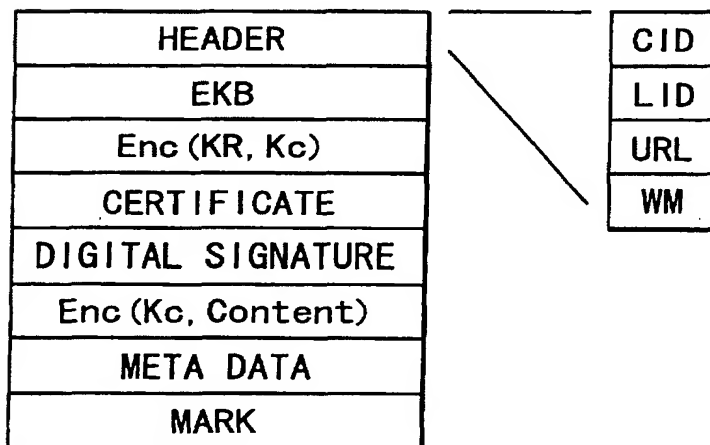 HEADER
EKB
Enc(KR, Kc)
CERTIFICATE
DIGITAL SIGNATURE
Enc(Kc, Content)
META DATA
MARK
CID
LID
URL
WM